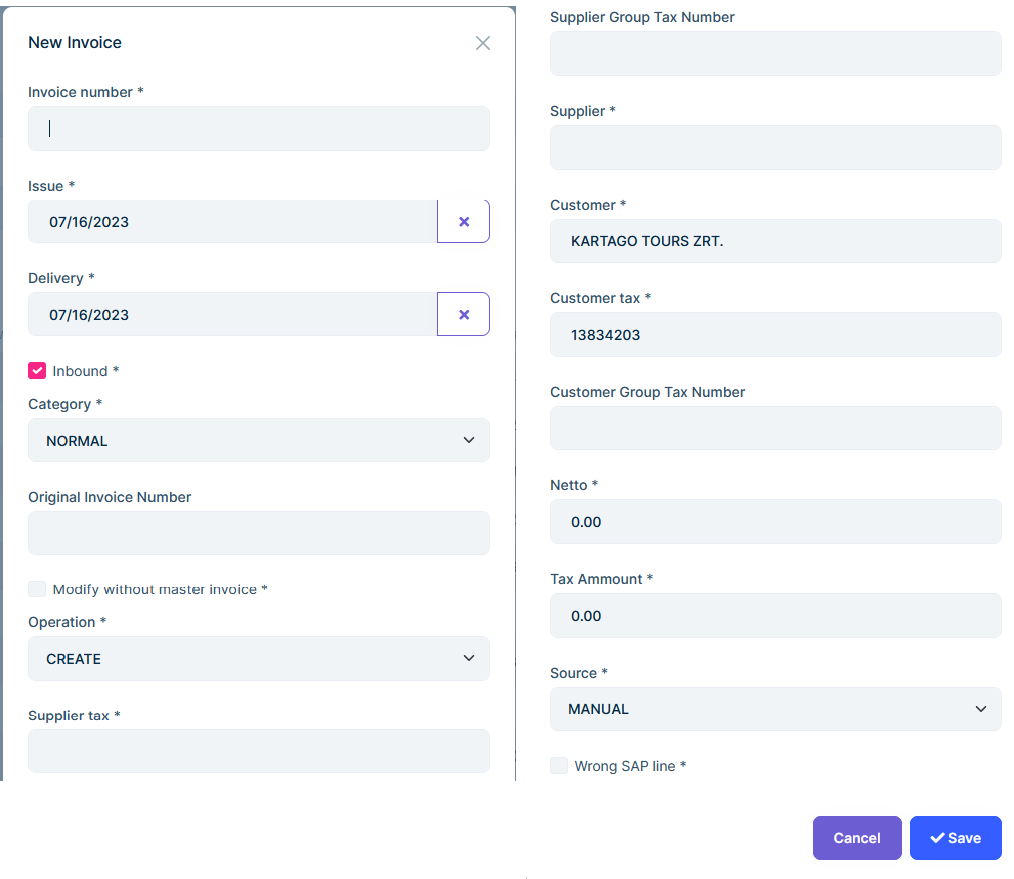 New Invoice
Invoice number *
Issue *
07/16/2023
Delivery *
07/16/2023
Inbound *
Category *
NORMAL
Original Invoice Number
Modify without master invoice *
Operation *
CREATE
Supplier tax *
Supplier Group Tax Number
Supplier *
Customer *
KARTAGO TOURS ZRT.
Customer tax *
13834203
Customer Group Tax Number
Netto *
0.00
Tax Ammount *
0.00
Source *
MANUAL
Wrong SAP line *
Cancel
Save